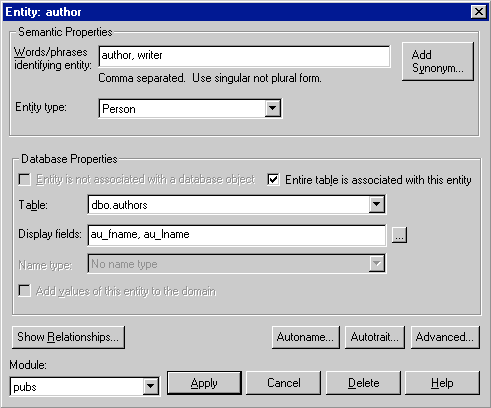 Entity: author
Semantic Properties
Words/phrases
identifying entity:
author, writer
Add
Synonym...
Comma separated. Use singular not plural form.
Entity type:
Person
Database Properties
Entity is not associated with a database object
Entire table is associated with this entity
Table:
dbo.authors
Display fields:
au_fname, au_lname
...
Name type:
No name type
Add values of this entity to the domain
Show Relationships...
Autoname...
Autotrait...
Advanced...
Module:
pubs
Apply
Cancel
Delete
Help